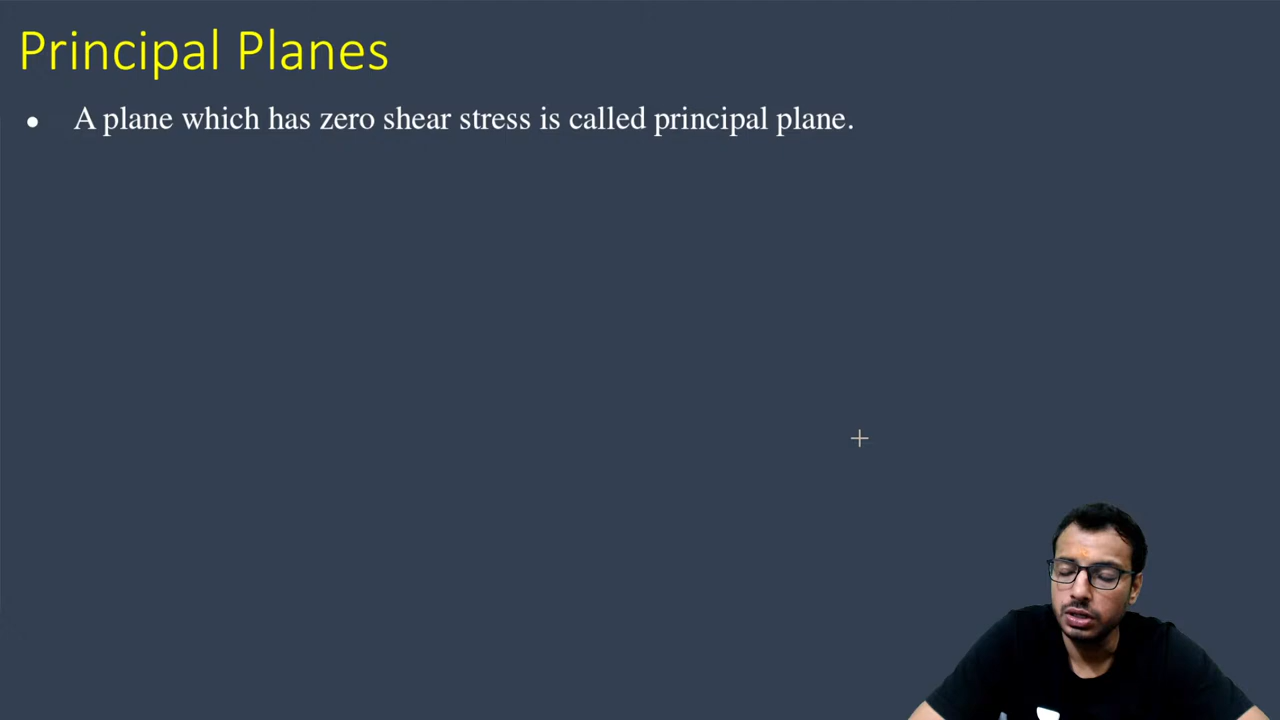 Principal Planes
• A plane which has zero shear stress is called principal plane.